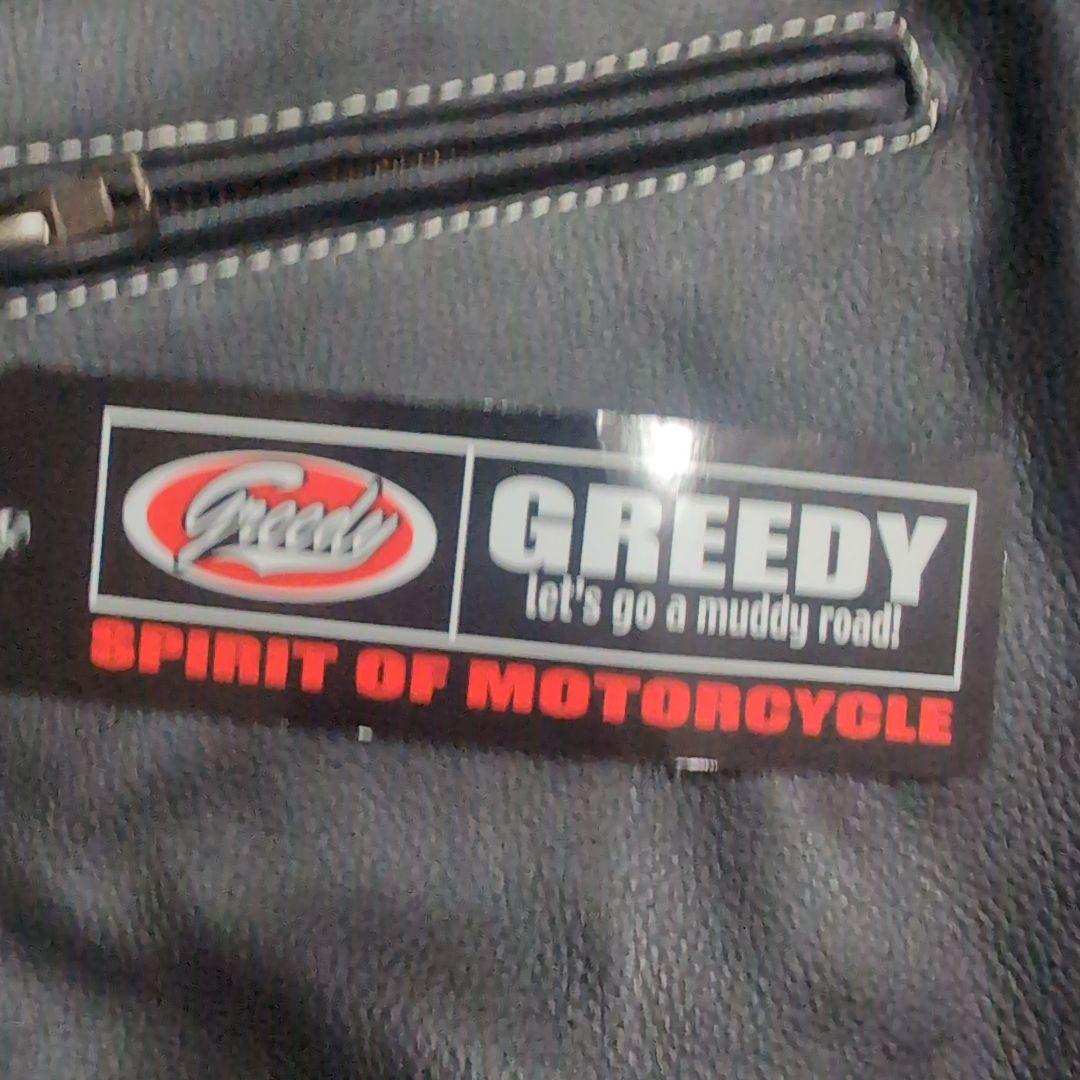 Greedy
GREEDY
let's go a muddy road!
SPIRIT OF MOTORCYCLE